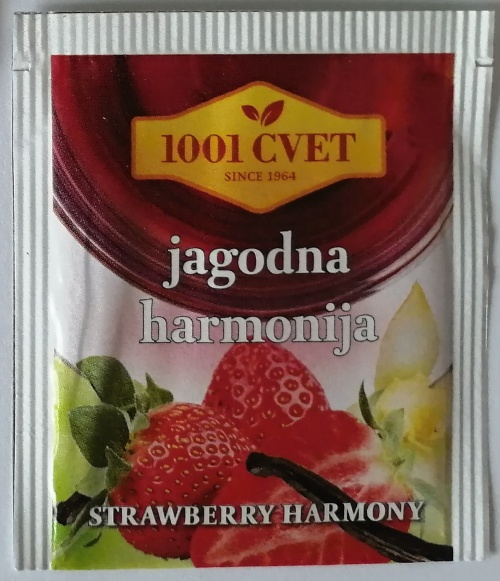 1001 CVET
SINCE 1964
jagodna
harmonija
STRAWBERRY HARMONY